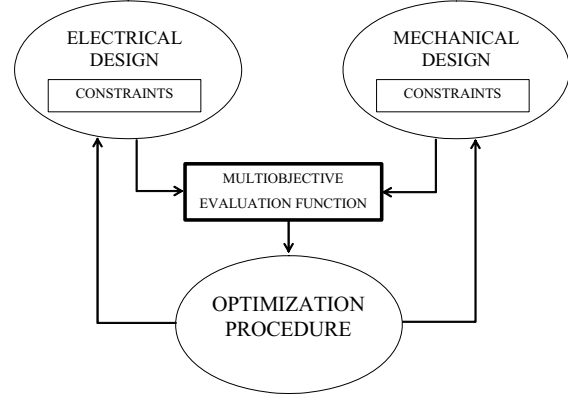 ELECTRICAL
DESIGN
CONSTRAINTS
MECHANICAL
DESIGN
CONSTRAINTS
MULTIOBJECTIVE
EVALUATION FUNCTION
OPTIMIZATION
PROCEDURE